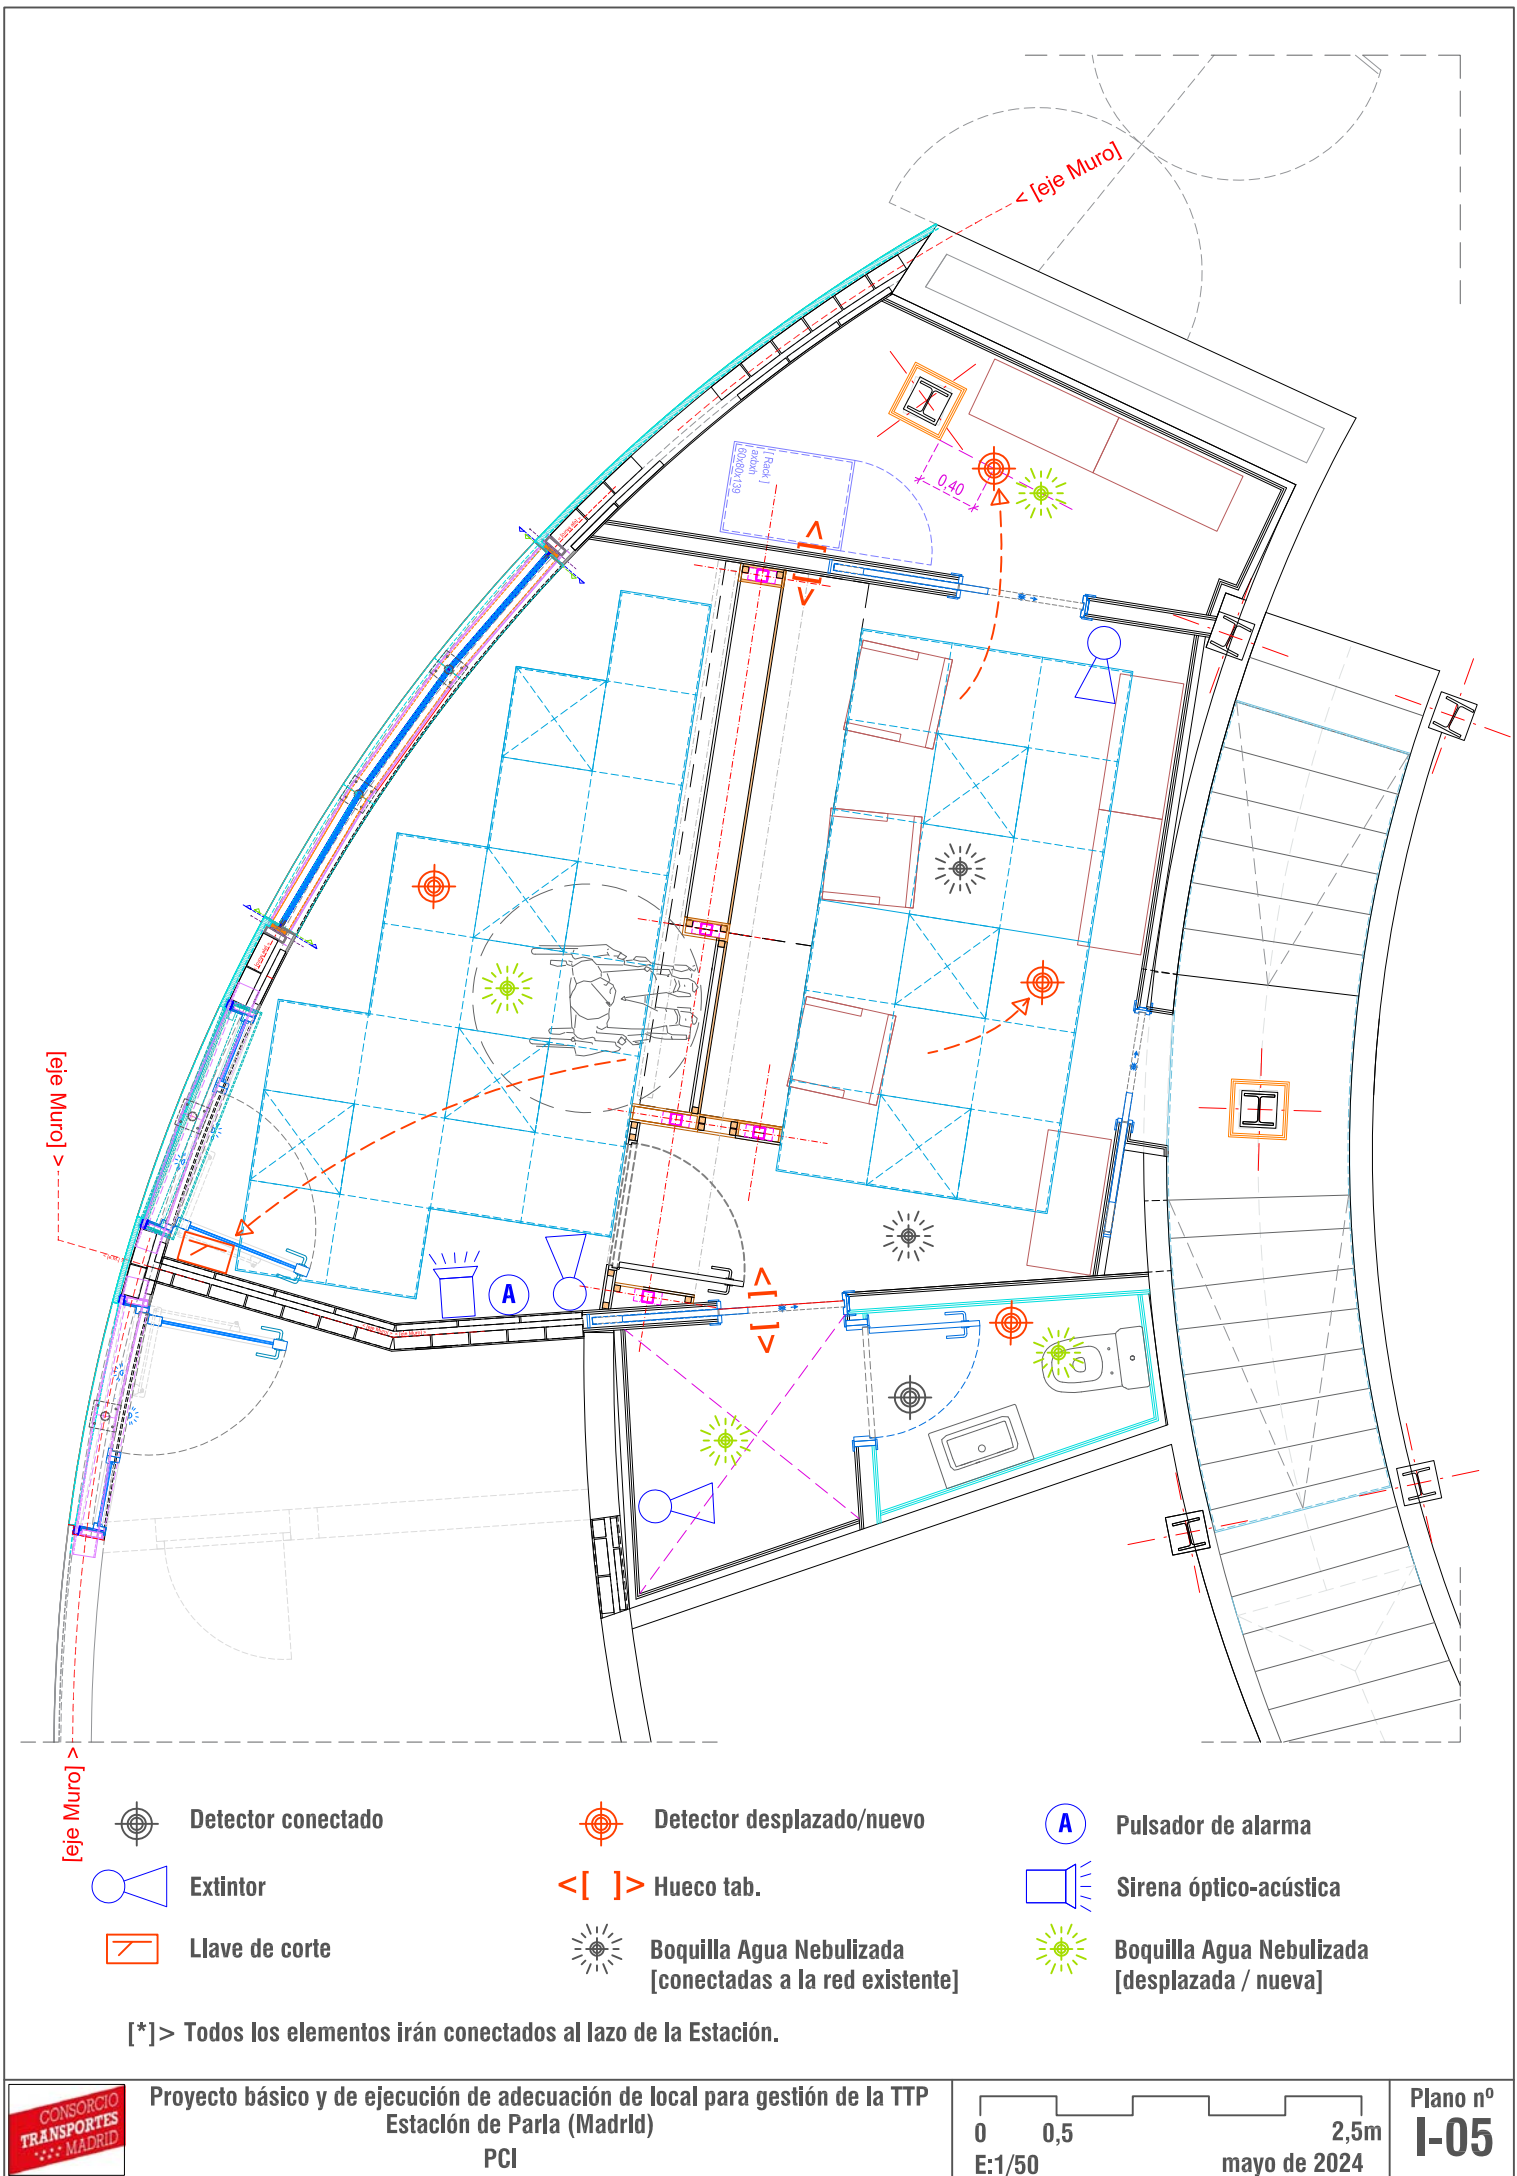 < [eje Muro]
[ Rack ]
axbxh
60x80x139
0,40
< [ ] >
[eje Muro] >
A
< [ ] >
[eje Muro] >
Detector conectado
Detector desplazado/nuevo
A
Pulsador de alarma
Extintor
<[ ]> Hueco tab.
Sirena óptico-acústica
Llave de corte
Boquilla Agua Nebulizada
[conectadas a la red existente]
Boquilla Agua Nebulizada
[desplazada / nueva]
[*]> Todos los elementos irán conectados al lazo de la Estación.
CONSORCIO
TRANSPORTES
MADRID
Proyecto básico y de ejecución de adecuación de local para gestión de la TTP
Estación de Parla (Madrid)
PCI
0 0,5 2,5m
E:1/50 mayo de 2024
Plano nº
I-05